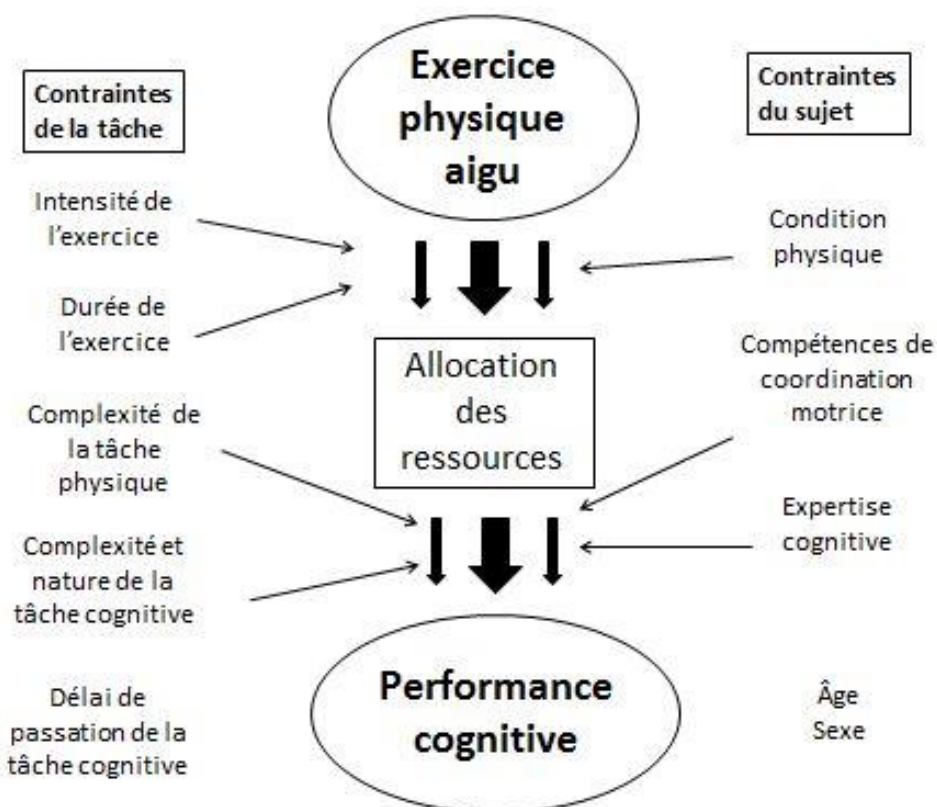 Exercice
physique
aigu
Contraintes
de la tâche
Contraintes
du sujet
Intensité de
l'exercice
Durée de
l'exercice
Condition
physique
Allocation
des
ressources
Complexité de
la tâche
physique
Complexité et
nature de la
tâche cognitive
Compétences de
coordination
motrice
Expertise
cognitive
Performance
cognitive
Délai de
passation de la
tâche cognitive
Âge
Sexe